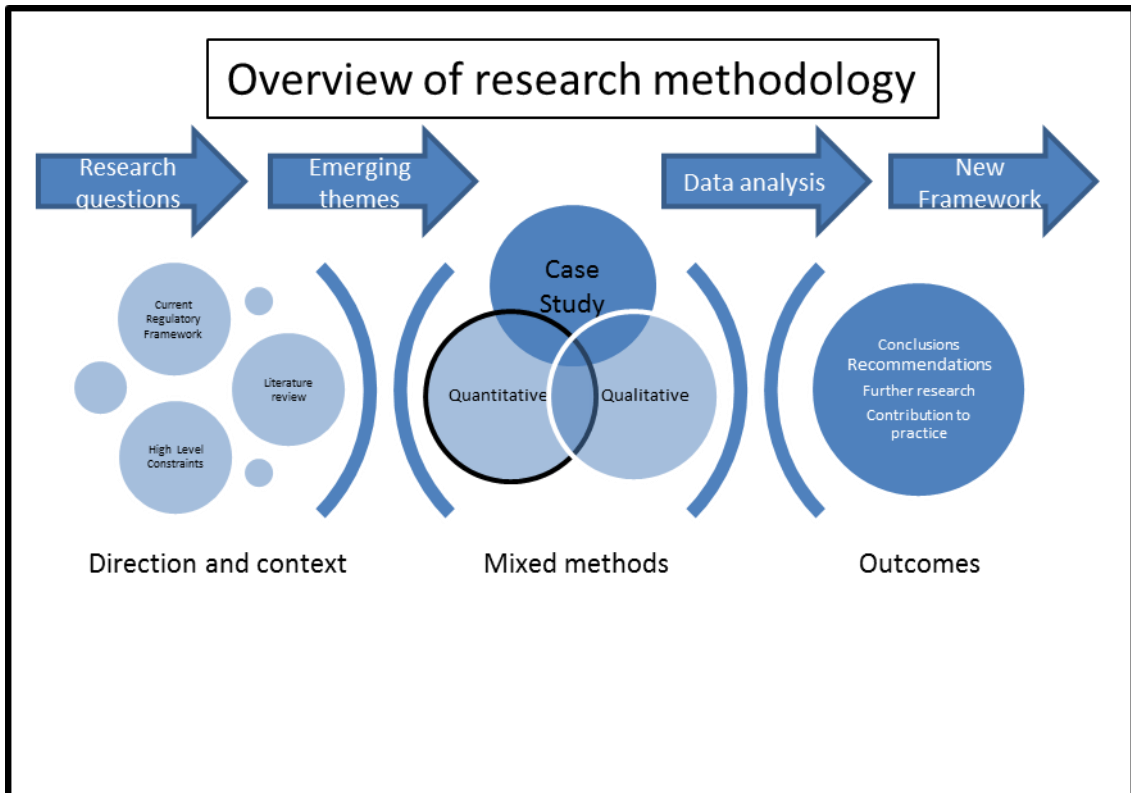 Overview of research methodology
Research
questions
Emerging
themes
Data analysis
New
Framework
Current
Regulatory
Framework
Literature
review
High Level
Constraints
Case
Study
Quantitative
Qualitative
Conclusions
Recommendations
Further research
Contribution to
practice
Direction and context
Mixed methods
Outcomes